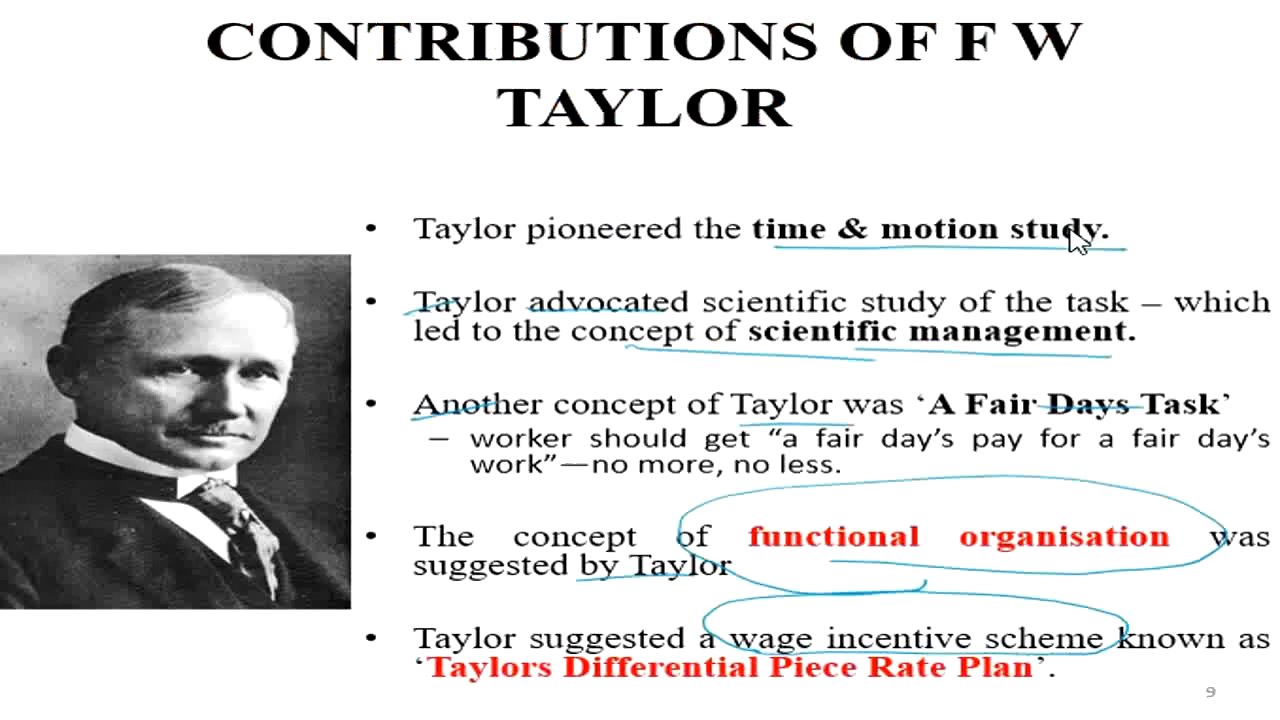 CONTRIBUTIONS OF F W
TAYLOR
• Taylor pioneered the time & motion study.
• Taylor advocated scientific study of the task – which
led to the concept of scientific management.
• Another concept of Taylor was ‘A Fair Days Task’
– worker should get “a fair day’s pay for a fair day’s
work”—no more, no less.
• The concept of functional organisation was
suggested by Taylor
• Taylor suggested a wage incentive scheme known as
‘Taylors Differential Piece Rate Plan’.
9